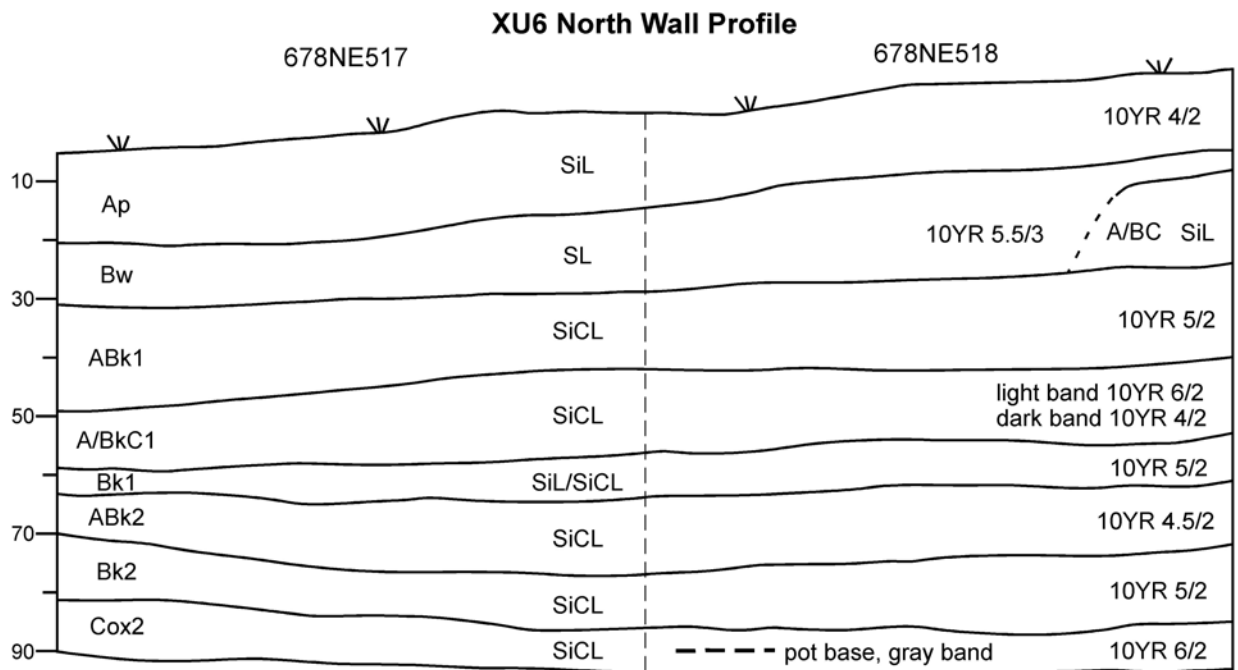 XU6 North Wall Profile
678NE517
678NE518
10YR 4/2
SiL
10
Ap
10YR 5.5/3
A/BC SiL
SL
Bw
30
10YR 5/2
SiCL
ABk1
light band 10YR 6/2
dark band 10YR 4/2
SiCL
50
A/BkC1
10YR 5/2
Bk1
SiL/SiCL
ABk2
10YR 4.5/2
70
SiCL
Bk2
10YR 5/2
SiCL
Cox2
90
SiCL
pot base, gray band
10YR 6/2